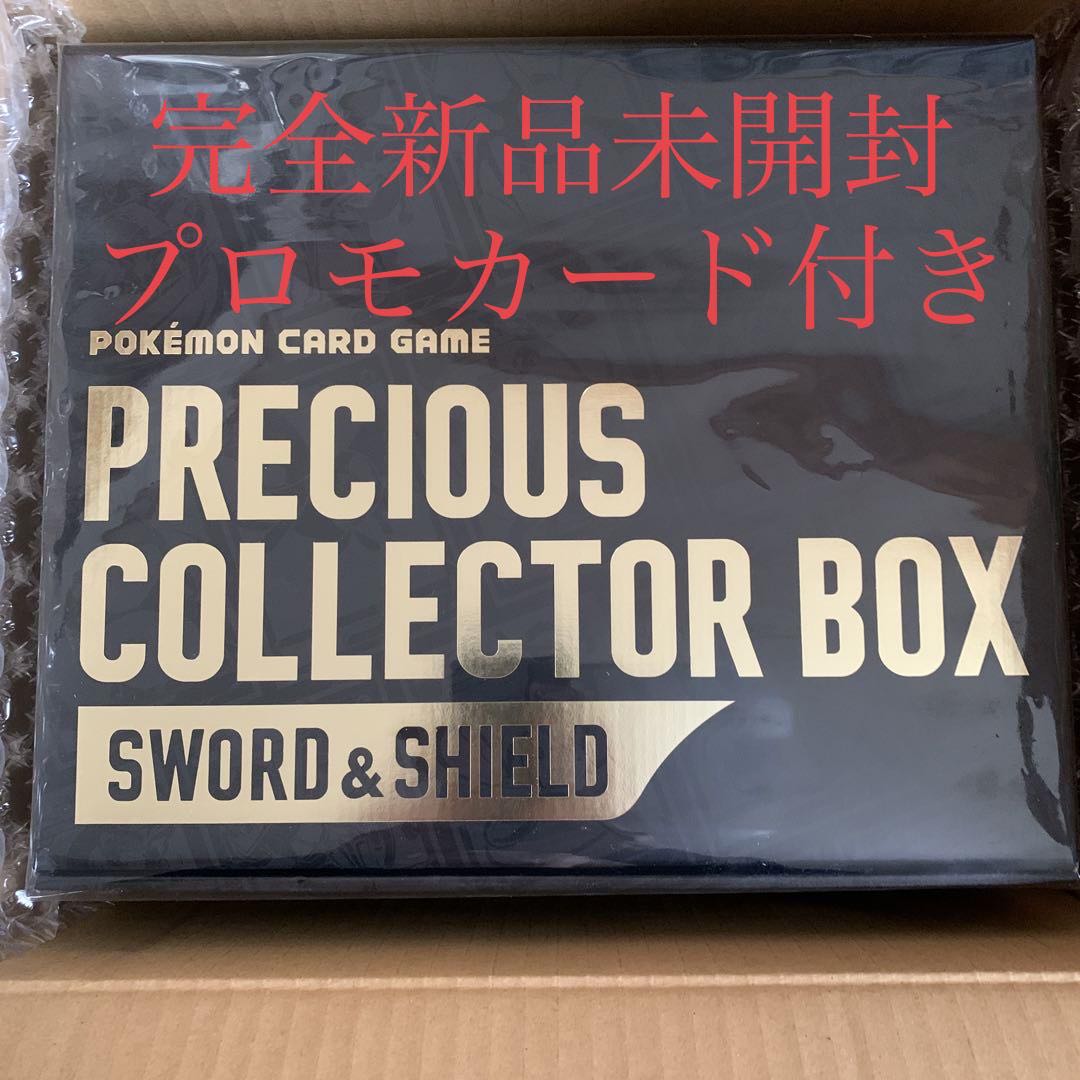 完全新品未開封
プロモカード付き
POKÉMON CARD GAME
PRECIOUS
COLLECTOR BOX
SWORD & SHIELD